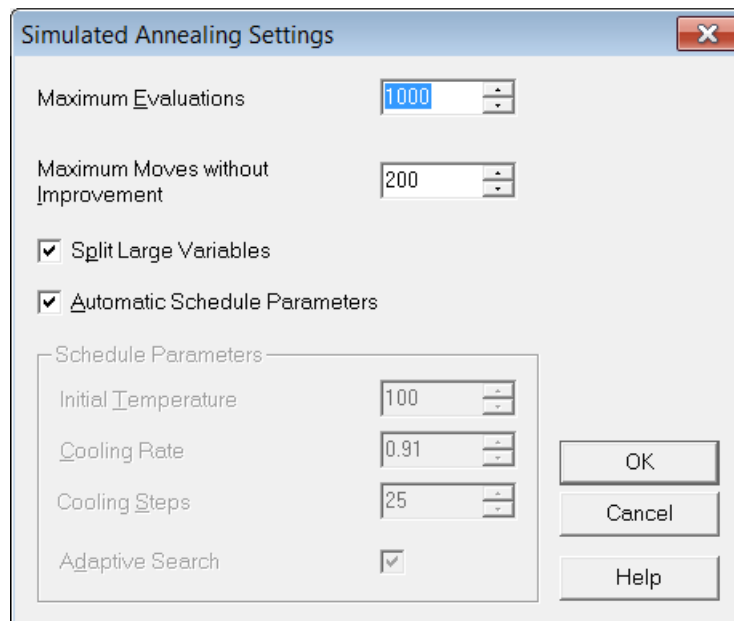 Simulated Annealing Settings
Maximum Evaluations 1000
Maximum Moves without
Improvement 200
Split Large Variables
Automatic Schedule Parameters
Schedule Parameters
Initial Temperature 100
Cooling Rate 0.91
OK
Cooling Steps 25
Cancel
Adaptive Search
Help